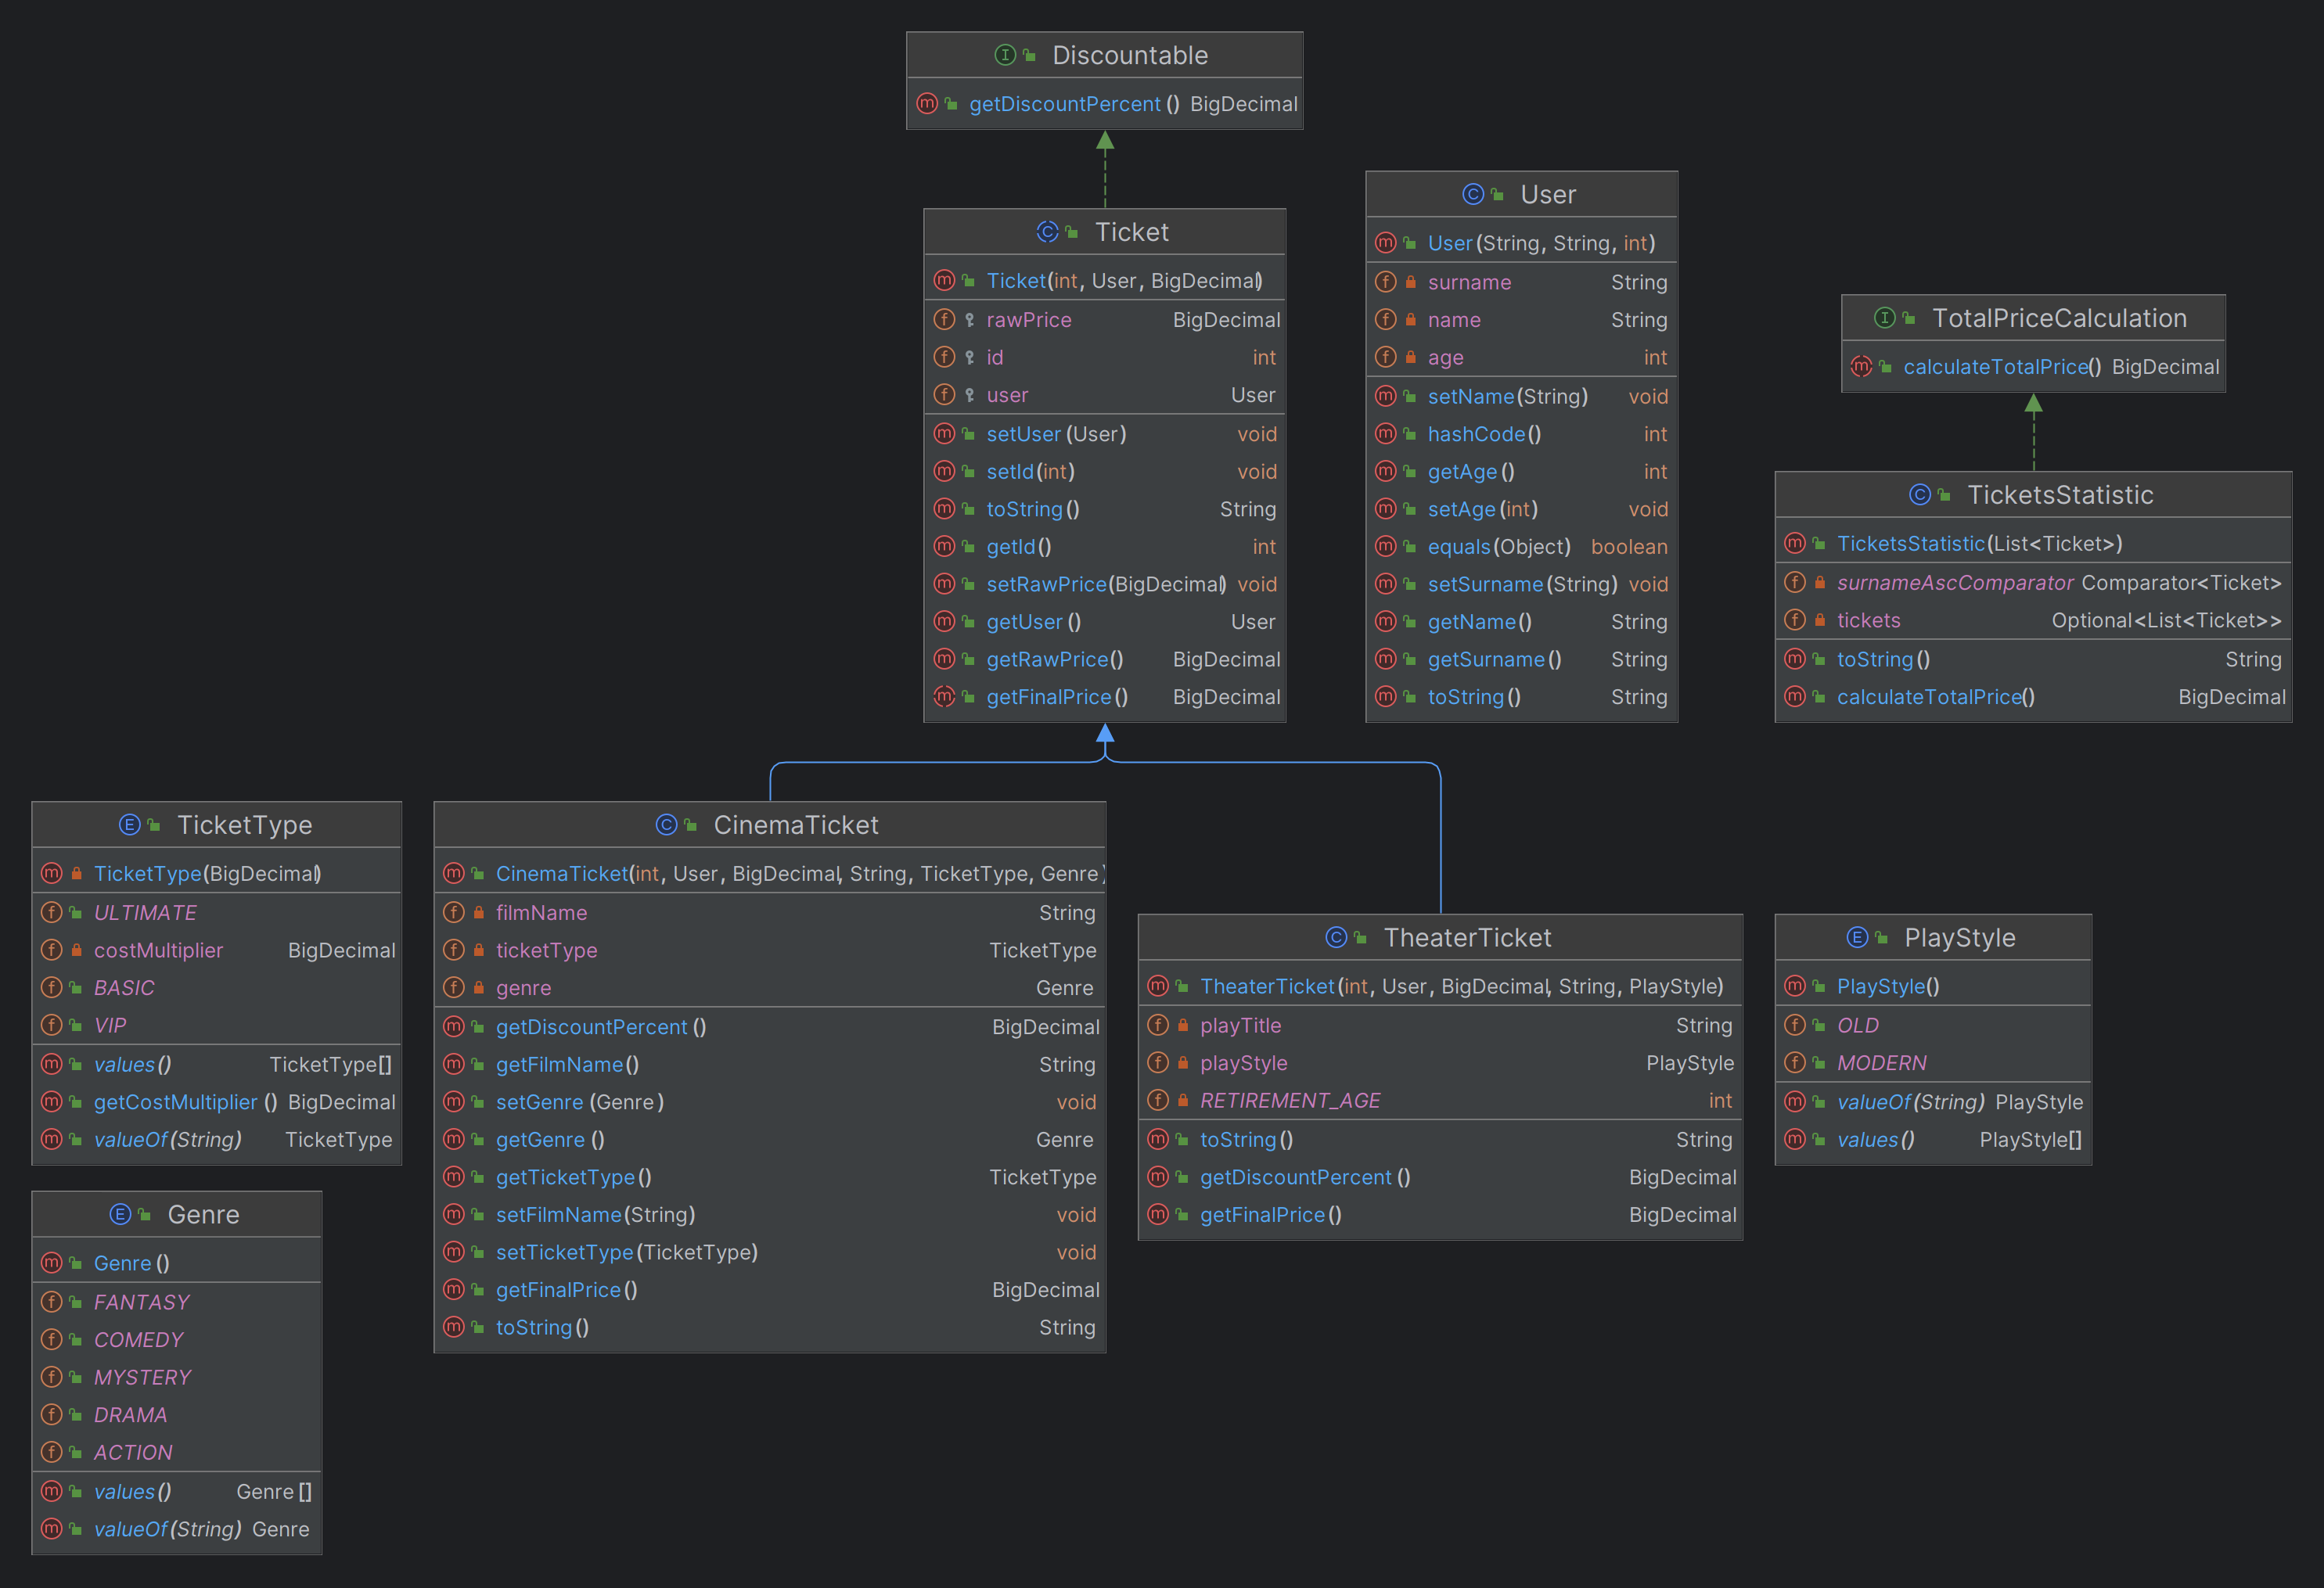 Discountable
getDiscountPercent() BigDecimal
Ticket
Ticket(int, User, BigDecimal)
rawPrice BigDecimal
id int
user User
setUser(User) void
setId(int) void
toString() String
getId() int
setRawPrice(BigDecimal) void
getUser() User
getRawPrice() BigDecimal
getFinalPrice() BigDecimal
User
User(String, String, int)
surname String
name String
age int
setName(String) void
hashCode() int
getAge() int
setAge(int) void
equals(Object) boolean
setSurname(String) void
getName() String
getSurname() String
toString() String
TotalPriceCalculation
calculateTotalPrice() BigDecimal
TicketsStatistic
TicketsStatistic(List<Ticket>)
surnameAscComparator Comparator<Ticket>
tickets Optional<List<Ticket>>
toString() String
calculateTotalPrice() BigDecimal
TicketType
TicketType(BigDecimal)
ULTIMATE
costMultiplier BigDecimal
BASIC
VIP
values() TicketType[]
getCostMultiplier() BigDecimal
valueOf(String) TicketType
CinemaTicket
CinemaTicket(int, User, BigDecimal, String, TicketType, Genre)
filmName String
ticketType TicketType
genre Genre
getDiscountPercent() BigDecimal
getFilmName() String
setGenre(Genre) void
getGenre() Genre
getTicketType() TicketType
setFilmName(String) void
setTicketType(TicketType) void
getFinalPrice() BigDecimal
toString() String
TheaterTicket
TheaterTicket(int, User, BigDecimal, String, PlayStyle)
playTitle String
playStyle PlayStyle
RETIREMENT_AGE int
toString() String
getDiscountPercent() BigDecimal
getFinalPrice() BigDecimal
PlayStyle
PlayStyle()
OLD
MODERN
valueOf(String) PlayStyle
values() PlayStyle[]
Genre
Genre()
FANTASY
COMEDY
MYSTERY
DRAMA
ACTION
values() Genre[]
valueOf(String) Genre